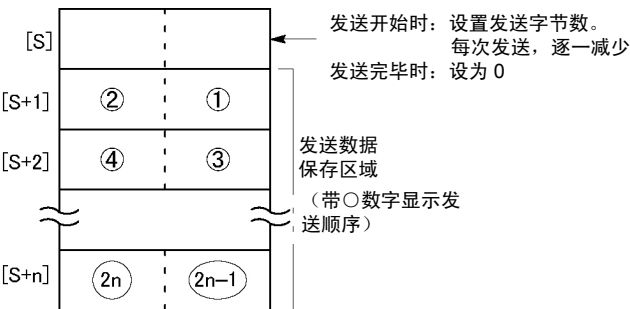 [S]
发送开始时：设置发送字节数。
每次发送，逐一减少
发送完毕时：设为 0
[S+1] ② ①
[S+2] ④ ③
发送数据
保存区域
（带○数字显示发
送顺序）
[S+n] 2n 2n-1